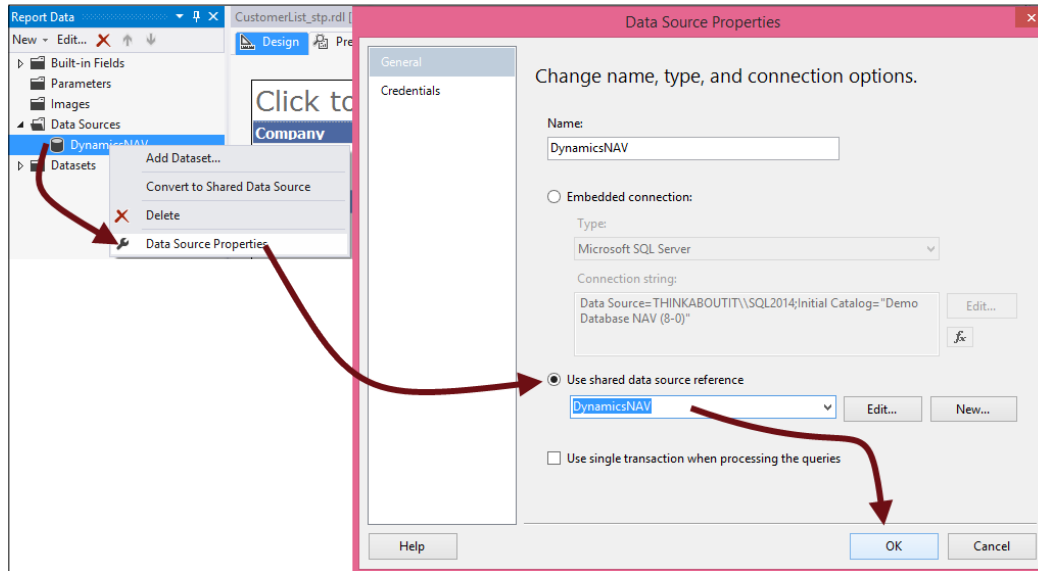 Report Data
New Edit...
Built-in Fields
Parameters
Images
Data Sources
DynamicsNAV
Datasets
Add Dataset...
Convert to Shared Data Source
Delete
Data Source Properties
CustomerList_stp.rdl [
Design Pre
Click to
Company
Data Source Properties
General
Credentials
Change name, type, and connection options.
Name:
DynamicsNAV
Embedded connection:
Type:
Microsoft SQL Server
Connection string:
Data Source=THINKABOUTIT\\SQL2014;Initial Catalog="Demo
Database NAV (8-0)"
Edit...
fx
Use shared data source reference
DynamicsNAV
Edit...
New...
Use single transaction when processing the queries
Help
OK
Cancel